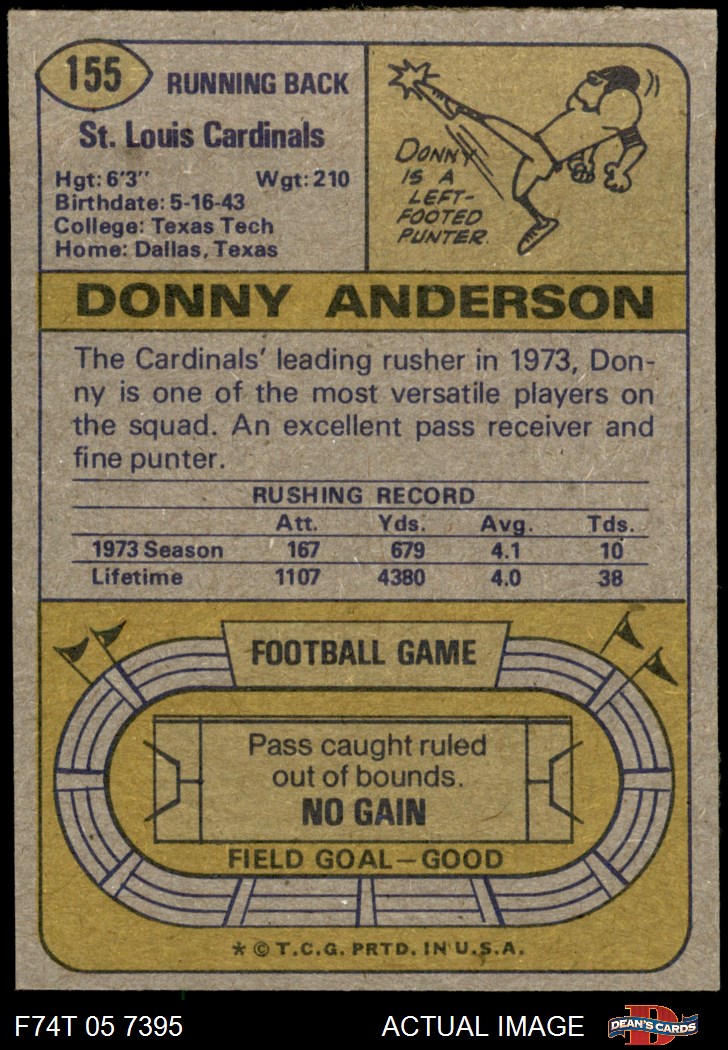 155
RUNNING BACK
St. Louis Cardinals
Hgt: 6'3" Wgt: 210
Birthdate: 5-16-43
College: Texas Tech
Home: Dallas, Texas
DONNY
IS A
LEFT-
FOOTED
PUNTER.
DONNY ANDERSON
The Cardinals' leading rusher in 1973, Don-
ny is one of the most versatile players on
the squad. An excellent pass receiver and
fine punter.
RUSHING RECORD
Att. Yds. Avg. Tds.
1973 Season 167 679 4.1 10
Lifetime 1107 4380 4.0 38
FOOTBALL GAME
Pass caught ruled
out of bounds.
NO GAIN
FIELD GOAL—GOOD
* © T.C.G. PRTD. IN U.S.A.
F74T 05 7395 ACTUAL IMAGE
D
DEAN'S CARDS